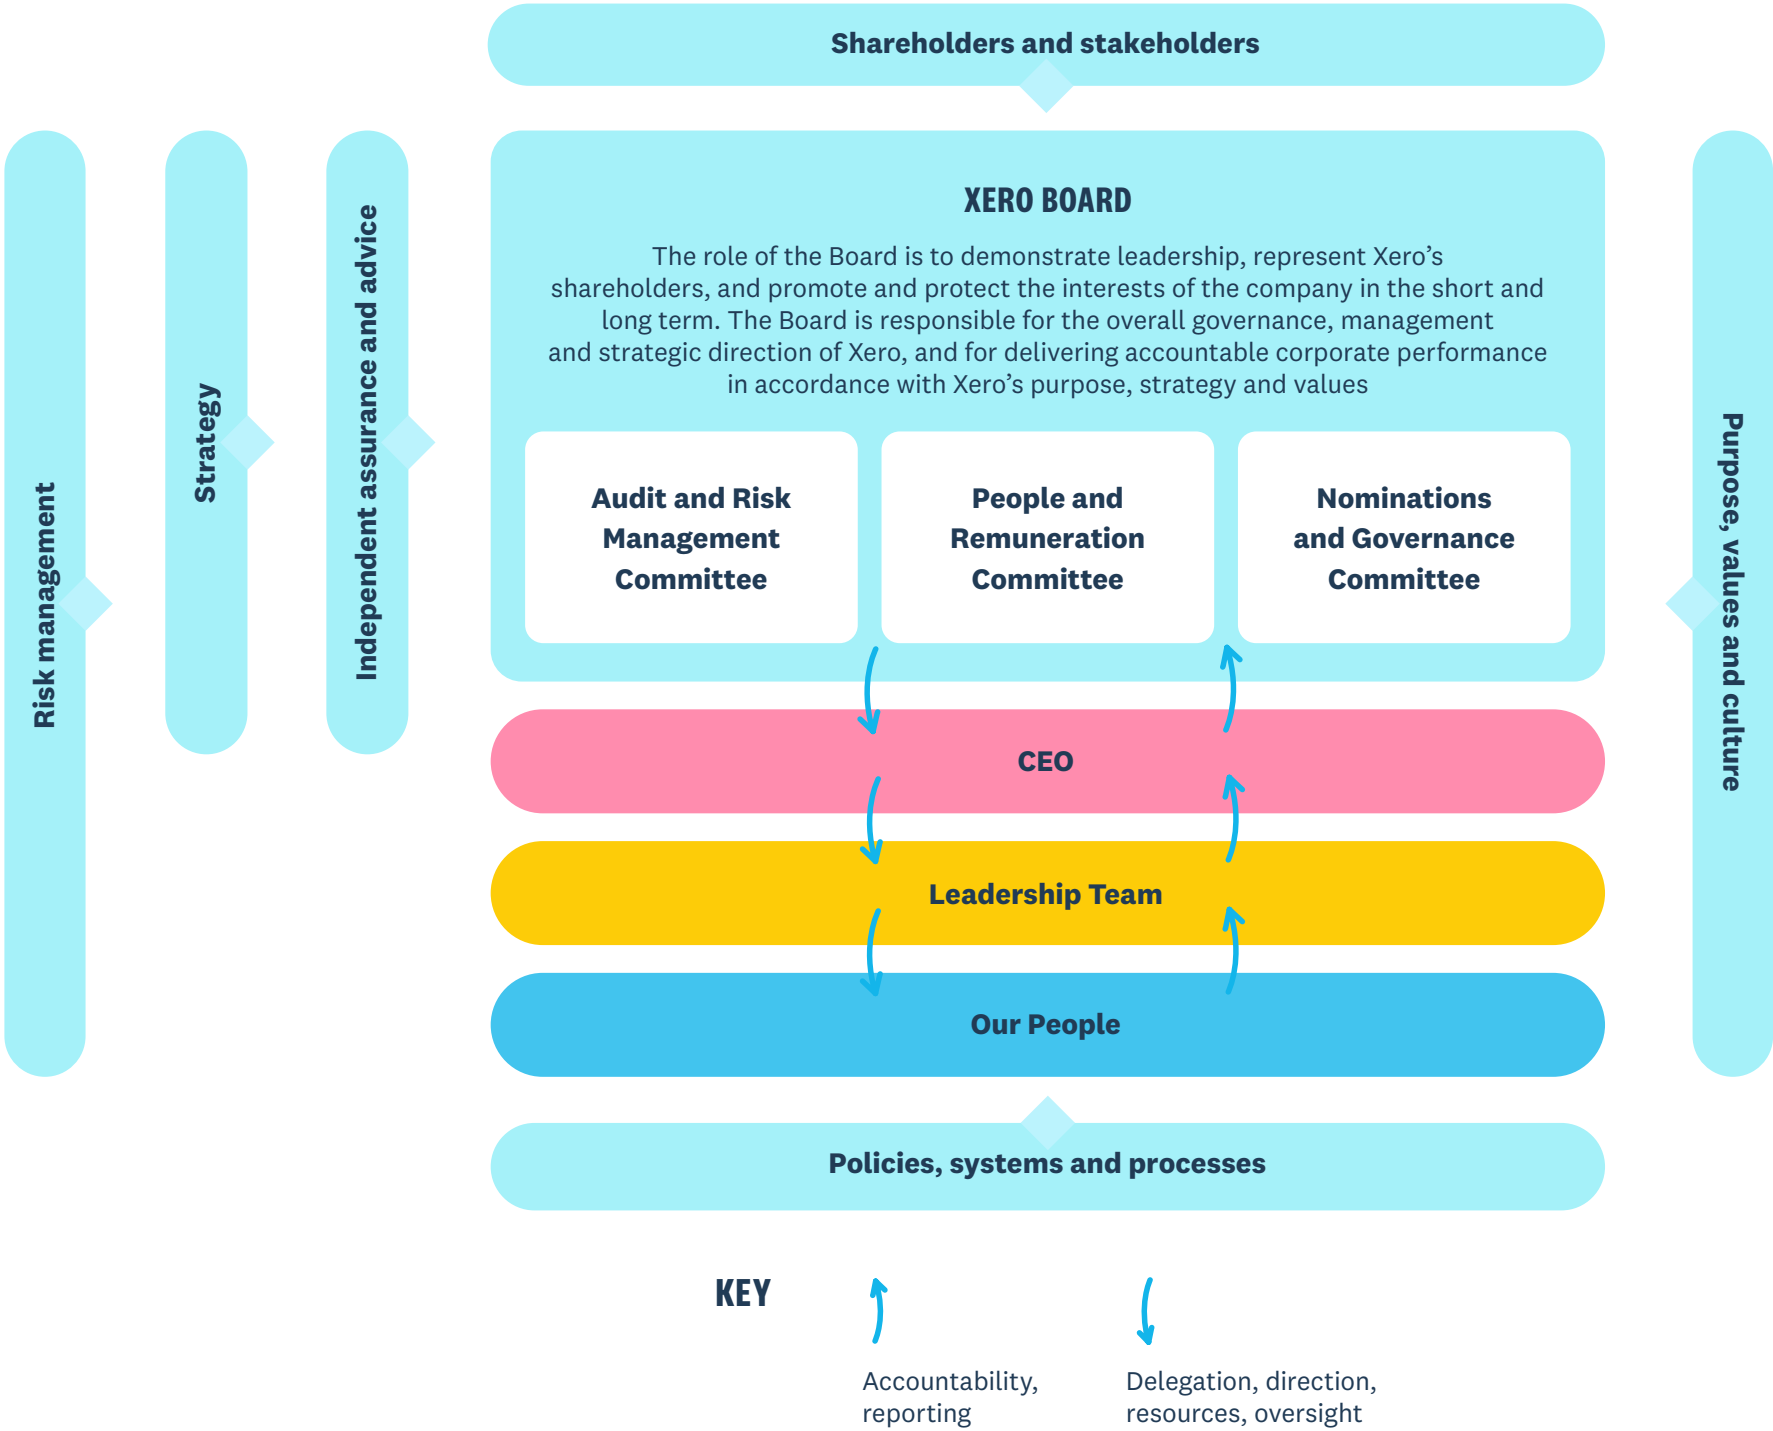 Shareholders and stakeholders
Risk management
Strategy
Independent assurance and advice
XERO BOARD
The role of the Board is to demonstrate leadership, represent Xero’s
shareholders, and promote and protect the interests of the company in the short and
long term. The Board is responsible for the overall governance, management
and strategic direction of Xero, and for delivering accountable corporate performance
in accordance with Xero’s purpose, strategy and values
Audit and Risk
Management
Committee
People and
Remuneration
Committee
Nominations
and Governance
Committee
Purpose, values and culture
CEO
Leadership Team
Our People
Policies, systems and processes
KEY
Accountability,
reporting
Delegation, direction,
resources, oversight